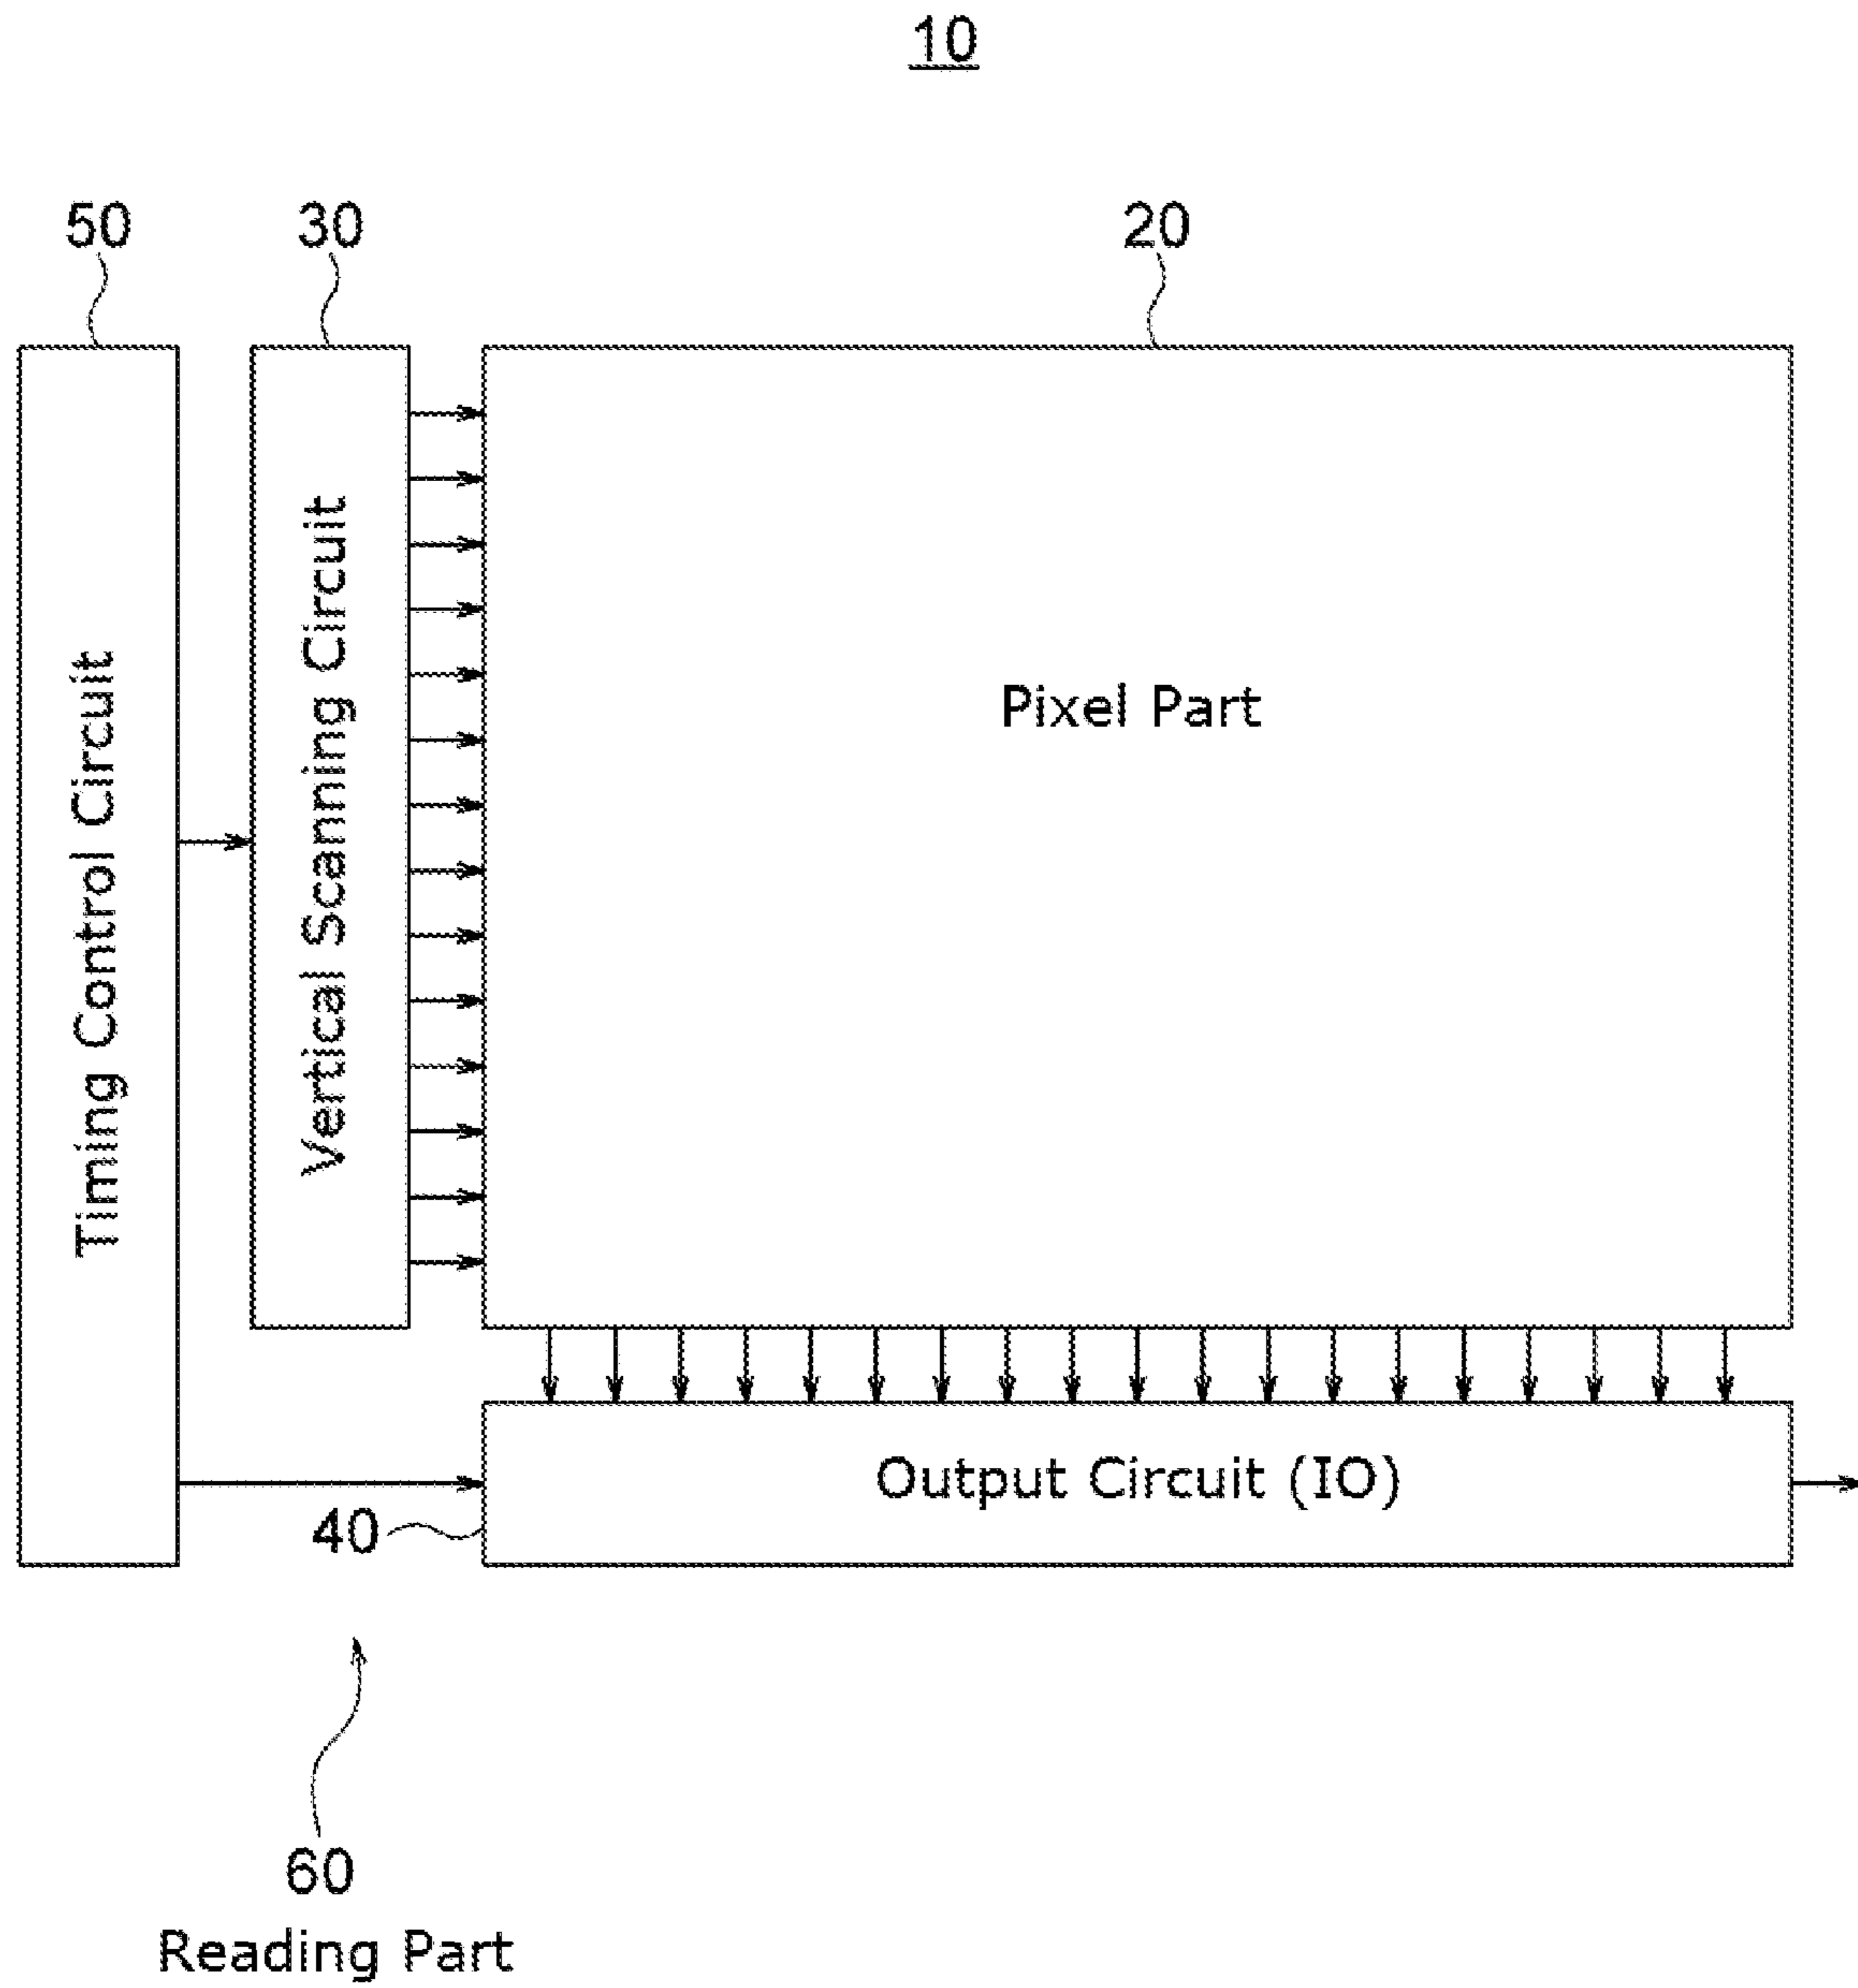 10
50
30
20
Timing Control Circuit
Vertical Scanning Circuit
Pixel Part
Output Circuit (IO)
40
60
Reading Part